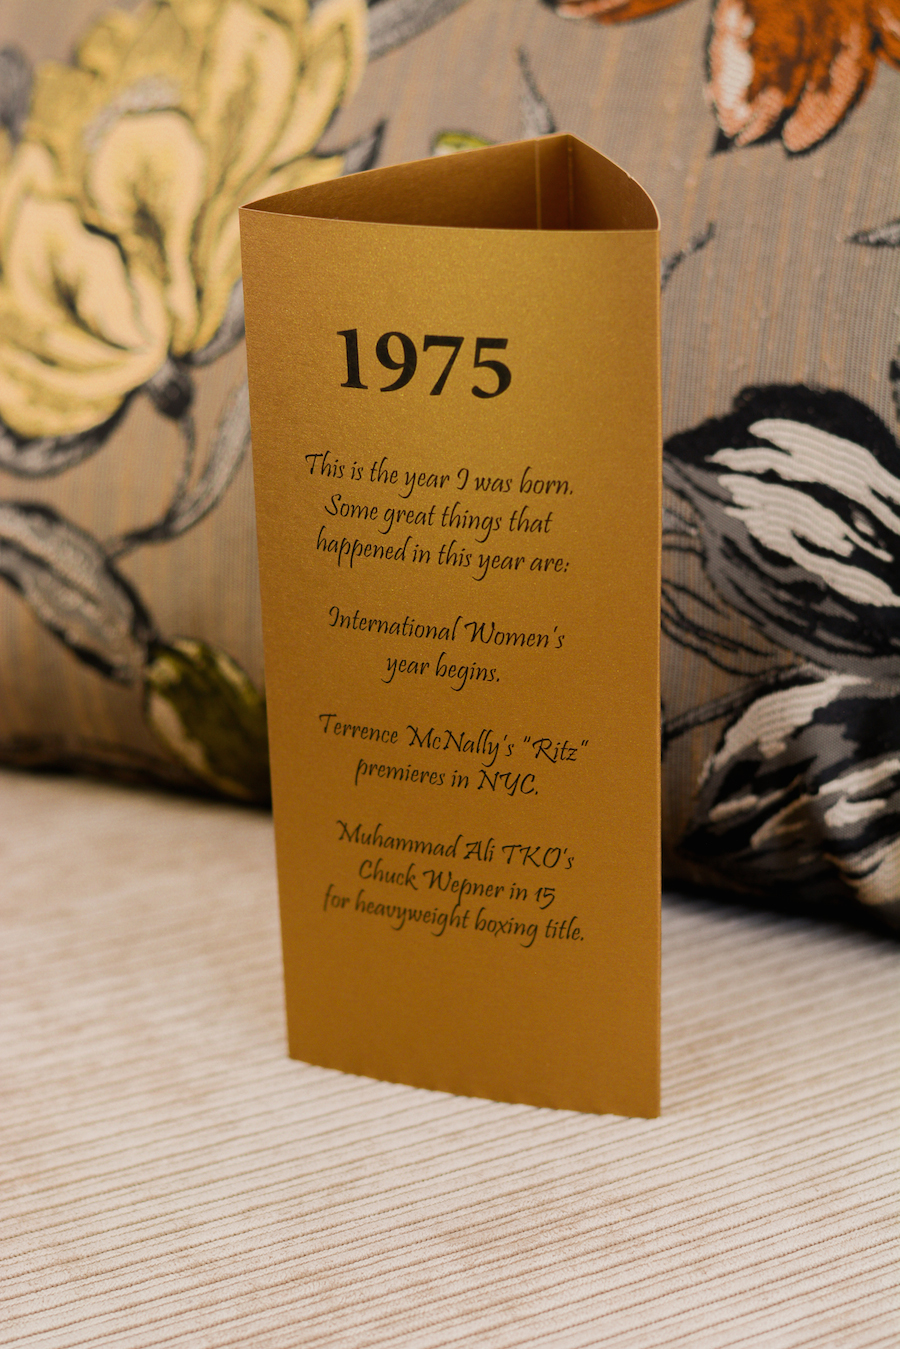 1975
This is the year I was born.
Some great things that
happened in this year are:
International Women's
year begins.
Terrence McNally's "Ritz"
premieres in NYC.
Muhammad Ali TKO's
Chuck Wepner in 15
for heavyweight boxing title.